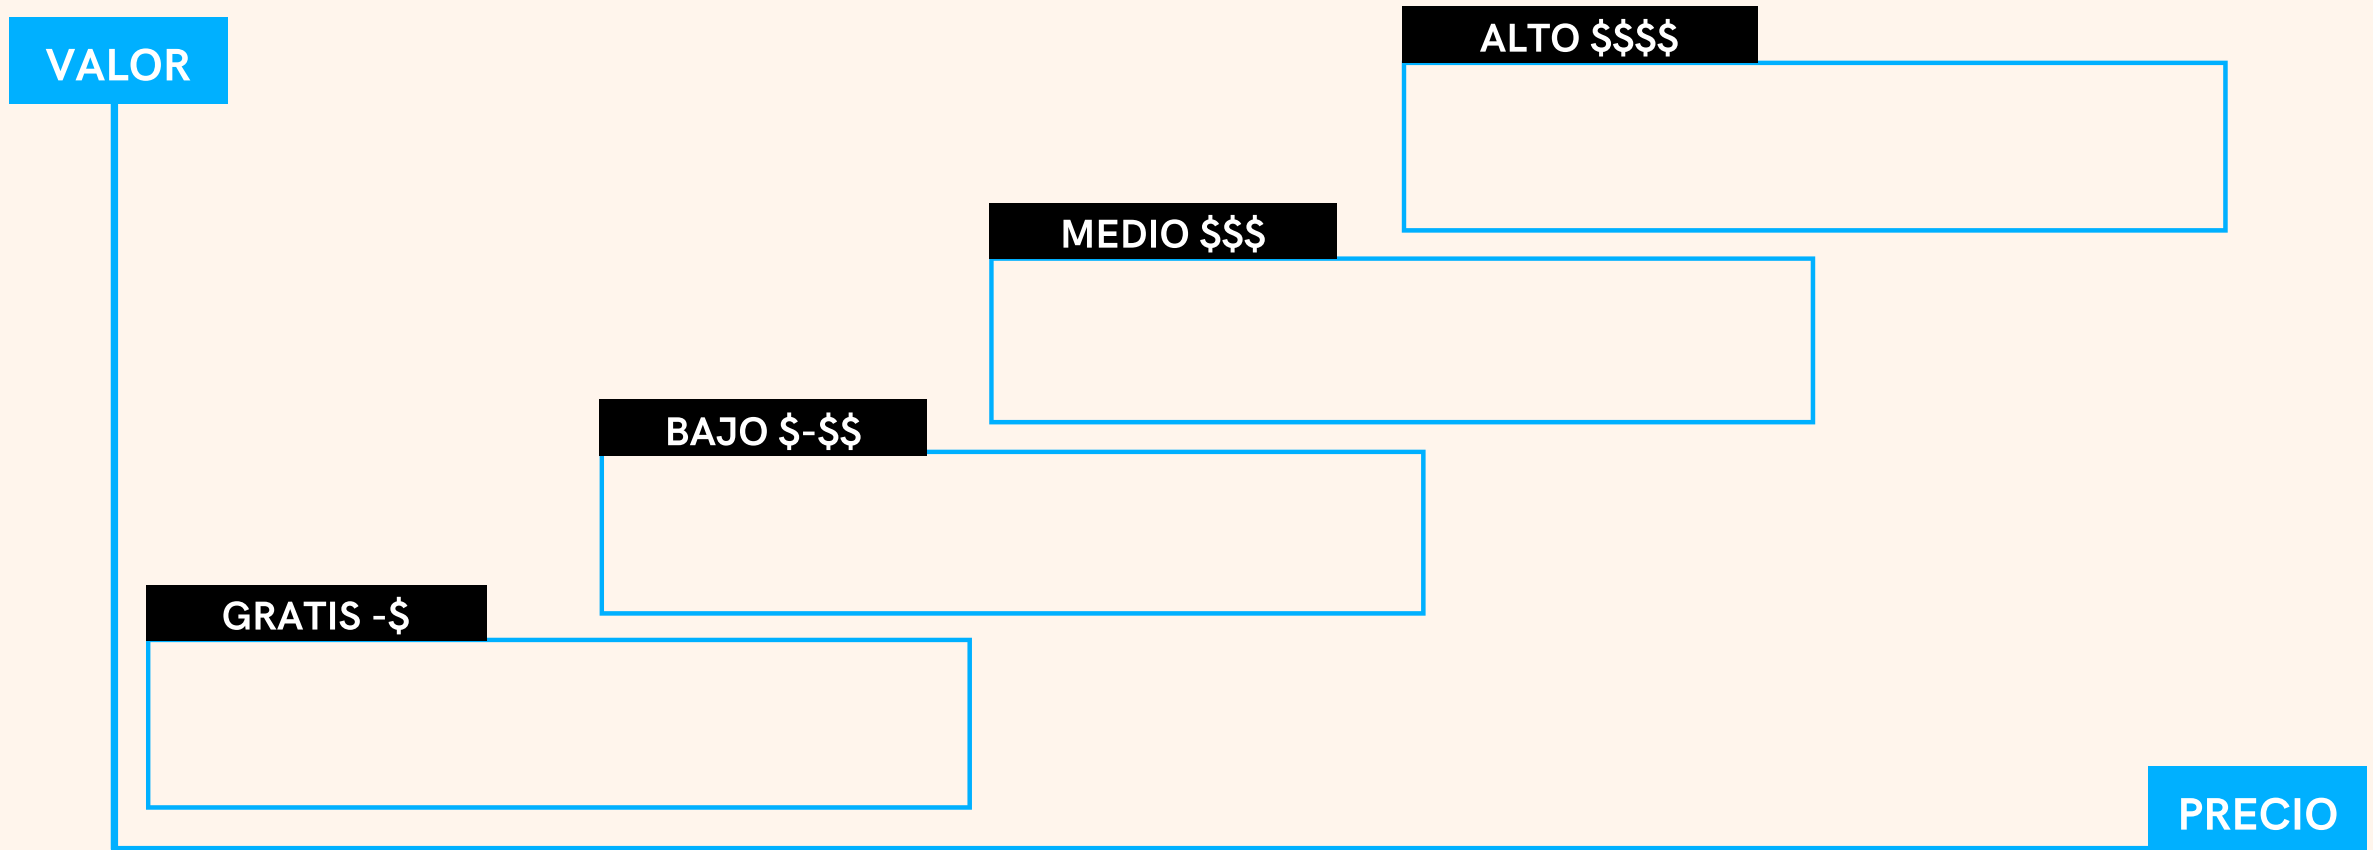 VALOR
ALTO $$$$
MEDIO $$$
BAJO $-$$
GRATIS -$
PRECIO